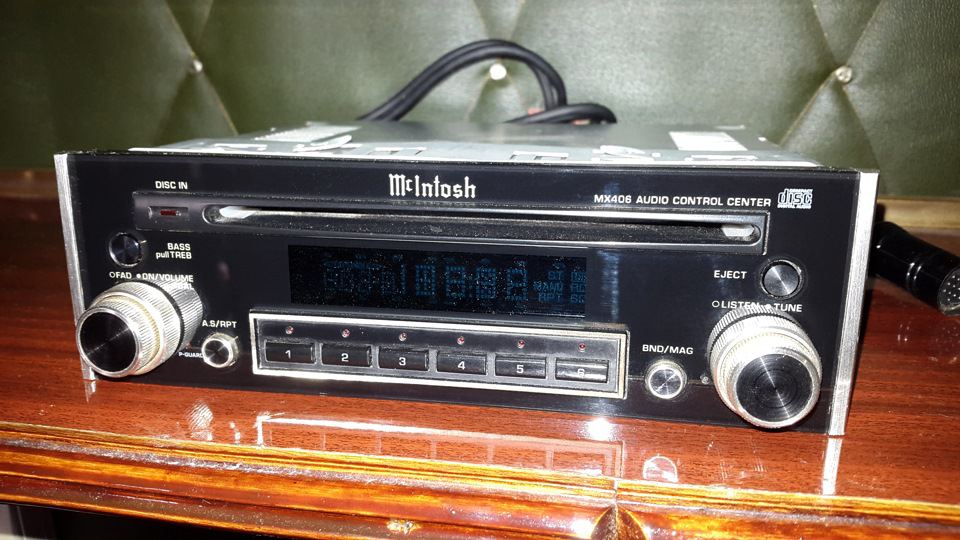 DISC IN
McIntosh
MX406 AUDIO CONTROL CENTER
COMPACT
disc
DIGITAL AUDIO
BASS
pull TREB
EJECT
FAD ON/VOLUME
BAL
LISTEN TUNE
A.S/RPT
P-GUARD
BND/MAG
1 2 3 4 5 6